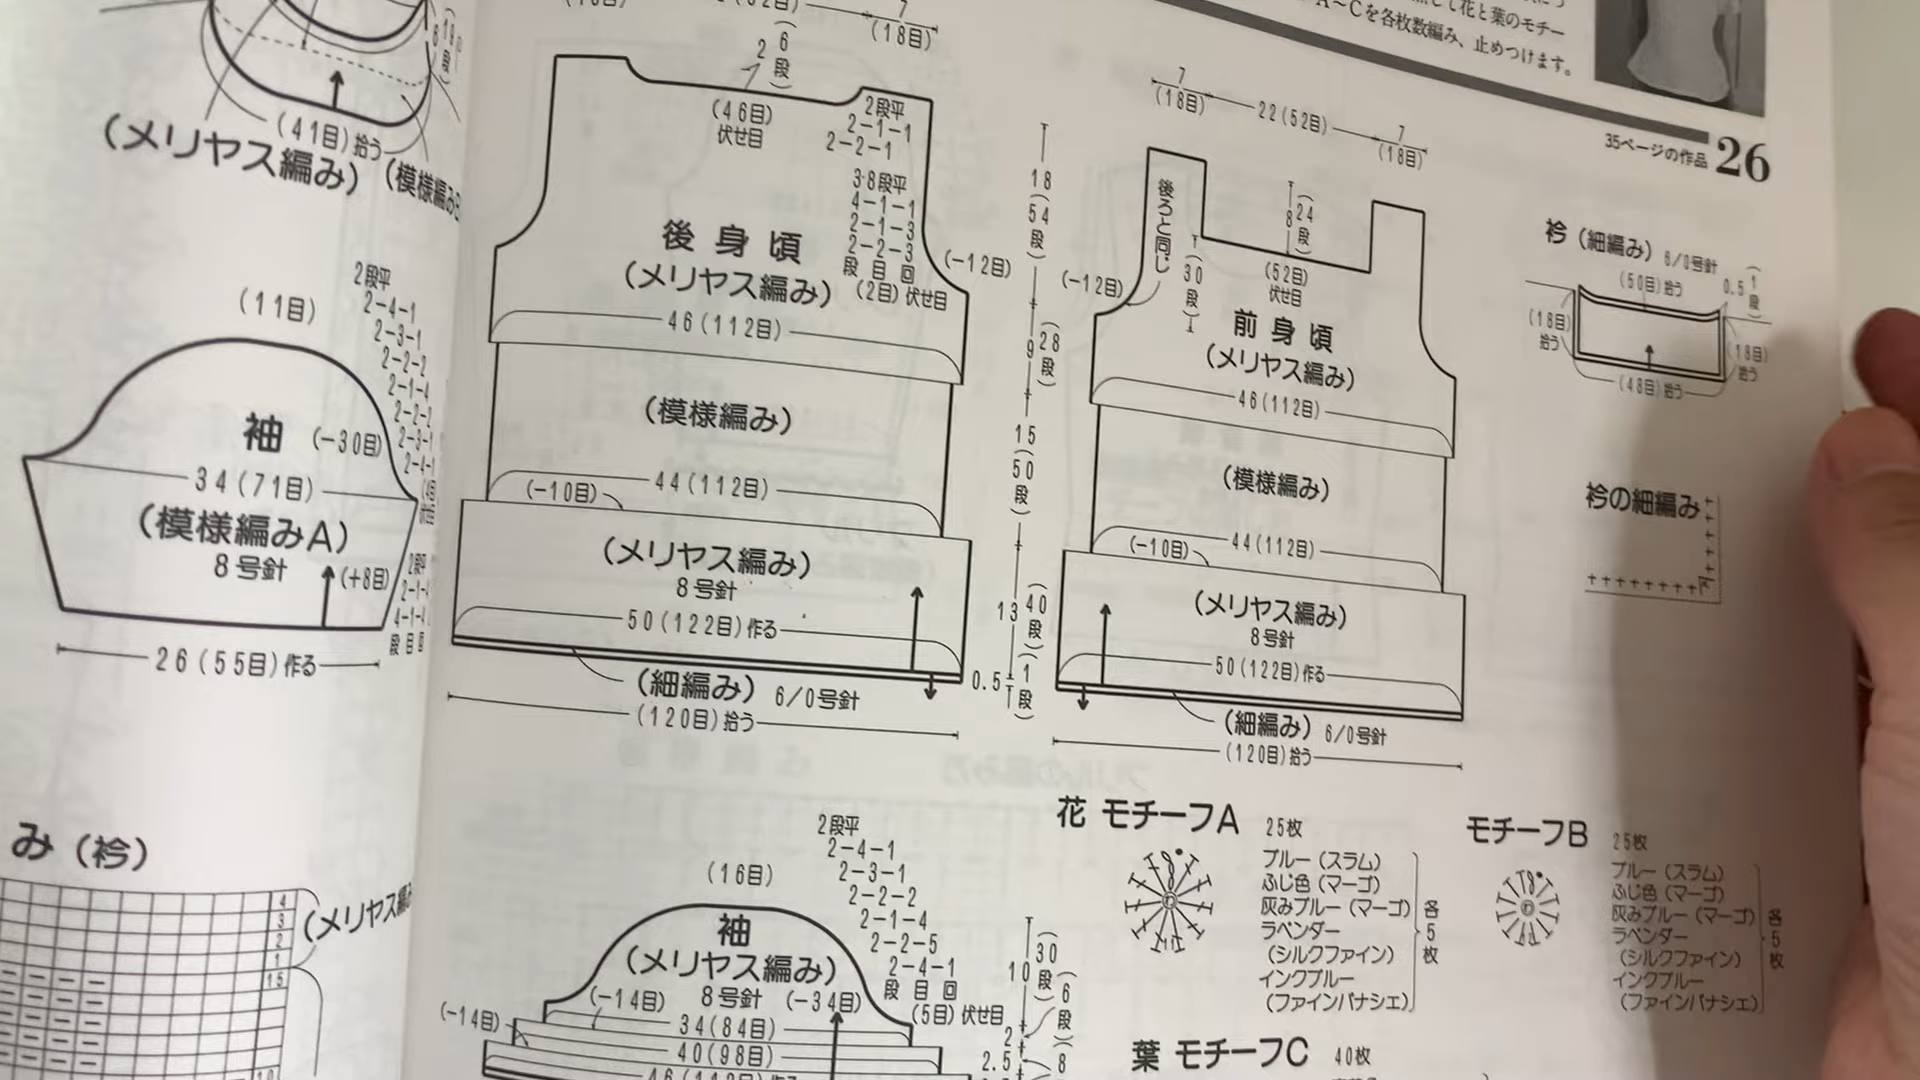 して花と葉のモチー
A～Cを各枚数編み、止めつけます。
35ページの作品 26
(41目)拾う
(メリヤス編み)
(11目)
2段平
2-4-1
2-3-1
2-2-2
2-1-4
2-2-2
2-3-1
2-4-1
袖
(-30目)
34(71目)
(模様編みA)
8号針
(+8目)
2段平
段目回
26(55目)作る
み(衿)
4
3
2
1
15
(メリヤス編み
7
(18目)
2
(6段)
(46目)
伏せ目
2段平
2-1-1
2-2-1
3・8段平
4-1-1
2-1-3
2-2-3
段目回
(2目)伏せ目
(-12目)
後身頃
(メリヤス編み)
46(112目)
(模様編み)
(-10目)
44(112目)
(メリヤス編み)
8号針
50(122目)作る
(細編み) 6/0号針
(120目)拾う
18(54段)
9(28段)
15(50段)
13(40段)
0.5(1段)
7
(18目)
22(52目)
7
(18目)
後ろと同じ
(30段)
8(24段)
(52目)
伏せ目
(-12目)
前身頃
(メリヤス編み)
46(112目)
(模様編み)
(-10目)
44(112目)
(メリヤス編み)
8号針
50(122目)作る
(細編み) 6/0号針
(120目)拾う
衿(細編み) 6/0号針
(50目)拾う
0.5(1段)
(18目)拾う
(18目)拾う
(48目)拾う
衿の細編み
(16目)
2段平
2-4-1
2-3-1
2-2-2
2-1-4
2-2-5
2-4-1
段目回
(5目)伏せ目
袖
(メリヤス編み)
(-14目) 8号針 (-34目)
(-14目)
34(84目)
40(98目)
10(30段)
2(6段)
2.5
花 モチーフA 25枚
ブルー(スラム)
ふじ色(マーゴ)
灰みブルー(マーゴ)
ラベンダー
(シルクファイン)
インクブルー
(ファインパナシェ)
各5枚
モチーフB 25枚
ブルー(スラム)
ふじ色(マーゴ)
灰みブルー(マーゴ)
ラベンダー
(シルクファイン)
インクブルー
(ファインパナシェ)
各5枚
葉 モチーフC 40枚